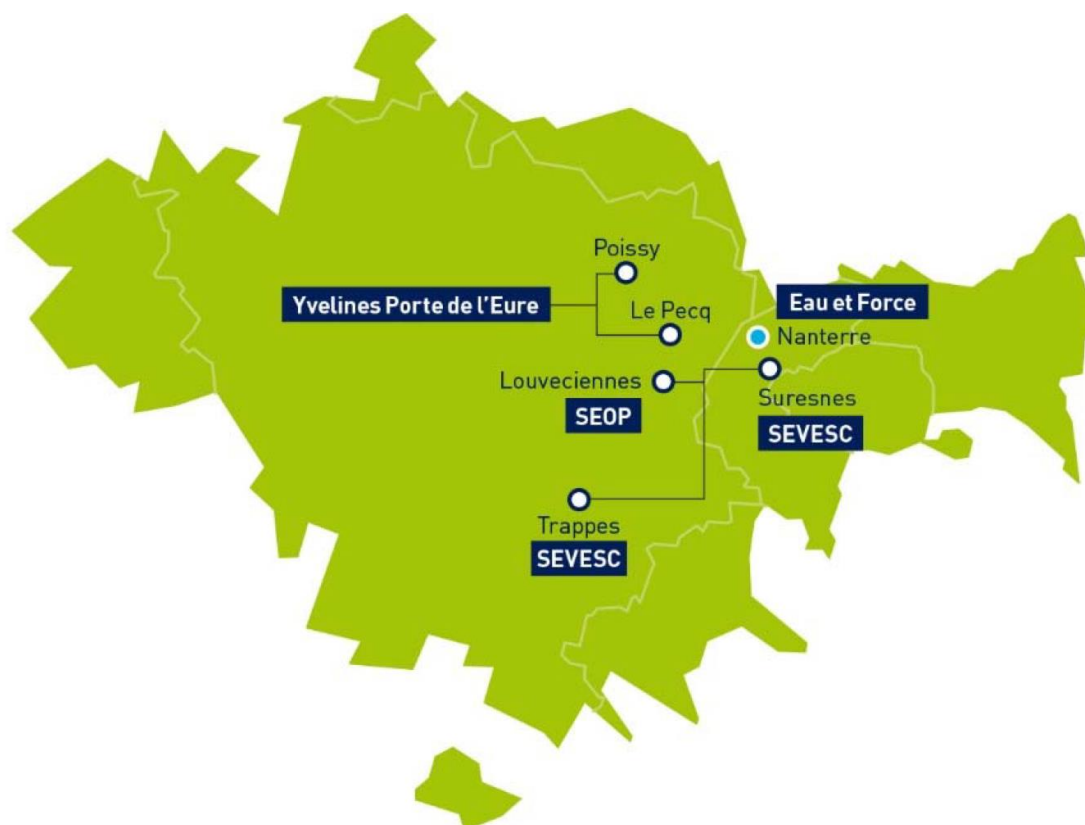 Poissy
Yvelines Porte de l'Eure
Eau et Force
Le Pecq
Nanterre
Louveciennes
SEOP
Suresnes
SEVESC
Trappes
SEVESC